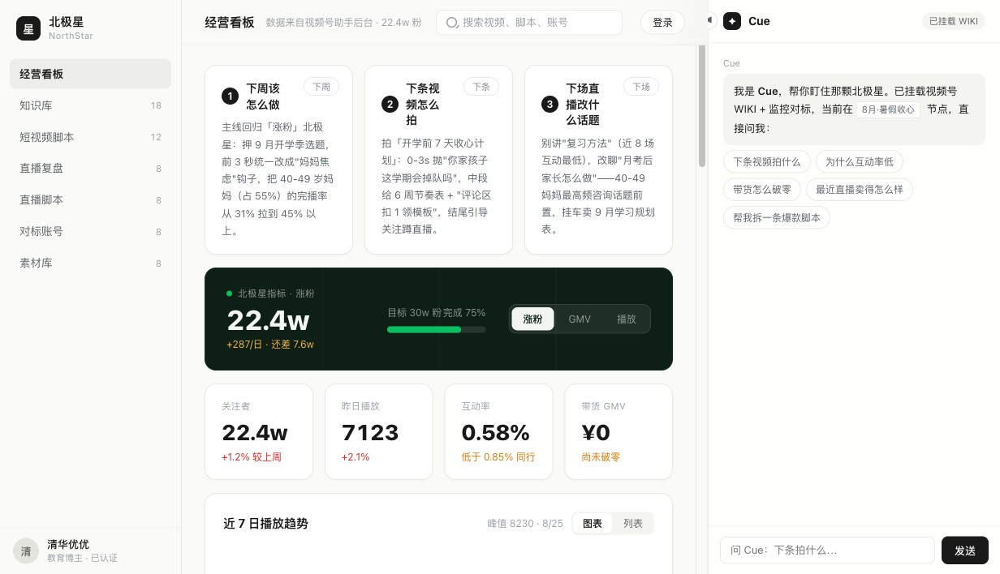 星
北极星
NorthStar
经营看板
知识库 18
短视频脚本 12
直播复盘 8
直播脚本 8
对标账号 8
素材库 8
清
清华优优
教育博主 · 已认证
经营看板
数据来自视频号助手后台 · 22.4w 粉
搜索视频、脚本、账号
登录
1
下周该
怎么做
下周
主线回归「涨粉」北极
星：押 9 月开学季选题，
前 3 秒统一改成"妈妈焦
虑"钩子，把 40-49 岁妈
妈（占 55%）的完播率
从 31% 拉到 45% 以
上。
2
下条视
频怎么
拍
下条
拍「开学前 7 天收心计
划」：0-3s 抛"你家孩子
这学期会掉队吗"，中段
给 6 周节奏表 + "评论区
扣 1 领模板"，结尾引导
关注蹲直播。
3
下场直
播改什
么话题
下场
别讲"复习方法"（近 8 场
互动最低），改聊"月考后
家长怎么做"——40-49
妈妈最高频咨询话题前
置，挂车卖 9 月学习规划
表。
北极星指标 · 涨粉
22.4w
+287/日 · 还差 7.6w
目标 30w 粉 完成 75%
涨粉 GMV 播放
关注者
22.4w
+1.2% 较上周
昨日播放
7123
+2.1%
互动率
0.58%
低于 0.85% 同行
带货 GMV
¥0
尚未破零
近 7 日播放趋势
峰值 8230 · 8/25
图表 列表
Cue
已挂载 WIKI
Cue
我是 Cue，帮你盯住那颗北极星。已挂载视频号
WIKI + 监控对标，当前在 8月·暑假收心 节点，直
接问我：
下条视频拍什么 为什么互动率低
带货怎么破零 最近直播卖得怎么样
帮我拆一条爆款脚本
问 Cue：下条拍什么…
发送